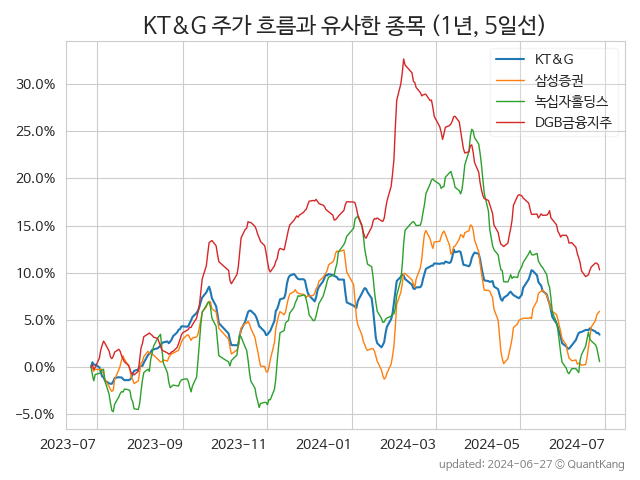 KT&G 주가 흐름과 유사한 종목 (1년, 5일선)
KT&G
삼성증권
녹십자홀딩스
DGB금융지주
30.0%
25.0%
20.0%
15.0%
10.0%
5.0%
0.0%
−5.0%
2023-07 2023-09 2023-11 2024-01 2024-03 2024-05 2024-07
updated: 2024-06-27 © QuantKang